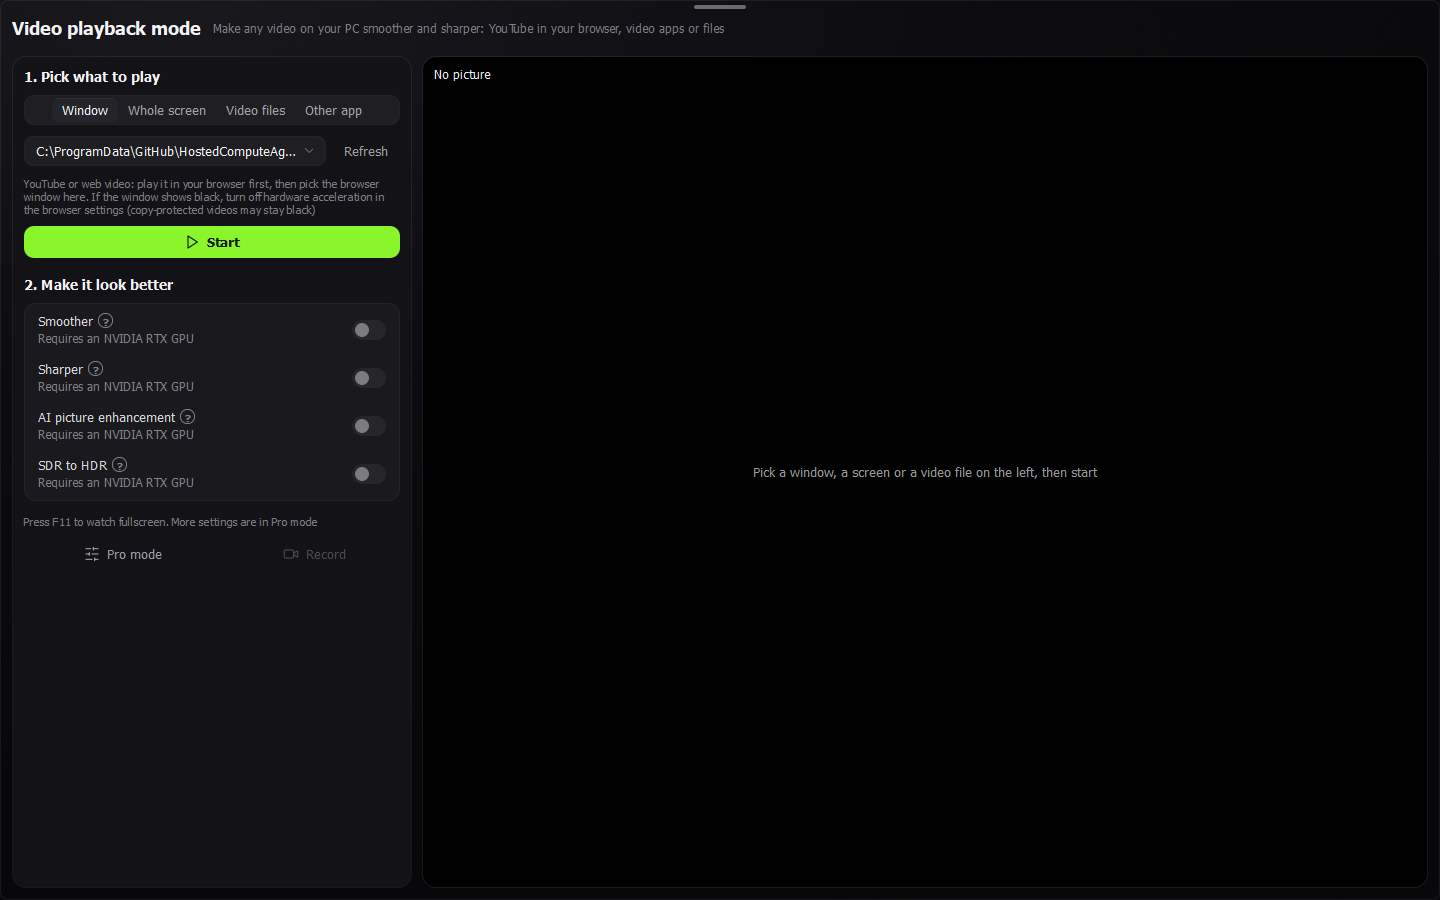 Video playback mode
Make any video on your PC smoother and sharper: YouTube in your browser, video apps or files
1. Pick what to play
Window
Whole screen
Video files
Other app
C:\ProgramData\GitHub\HostedComputeAg...
Refresh
YouTube or web video: play it in your browser first, then pick the browser
window here. If the window shows black, turn off hardware acceleration in
the browser settings (copy-protected videos may stay black)
Start
2. Make it look better
Smoother ?
Requires an NVIDIA RTX GPU
Sharper ?
Requires an NVIDIA RTX GPU
AI picture enhancement ?
Requires an NVIDIA RTX GPU
SDR to HDR ?
Requires an NVIDIA RTX GPU
Press F11 to watch fullscreen. More settings are in Pro mode
Pro mode
Record
No picture
Pick a window, a screen or a video file on the left, then start